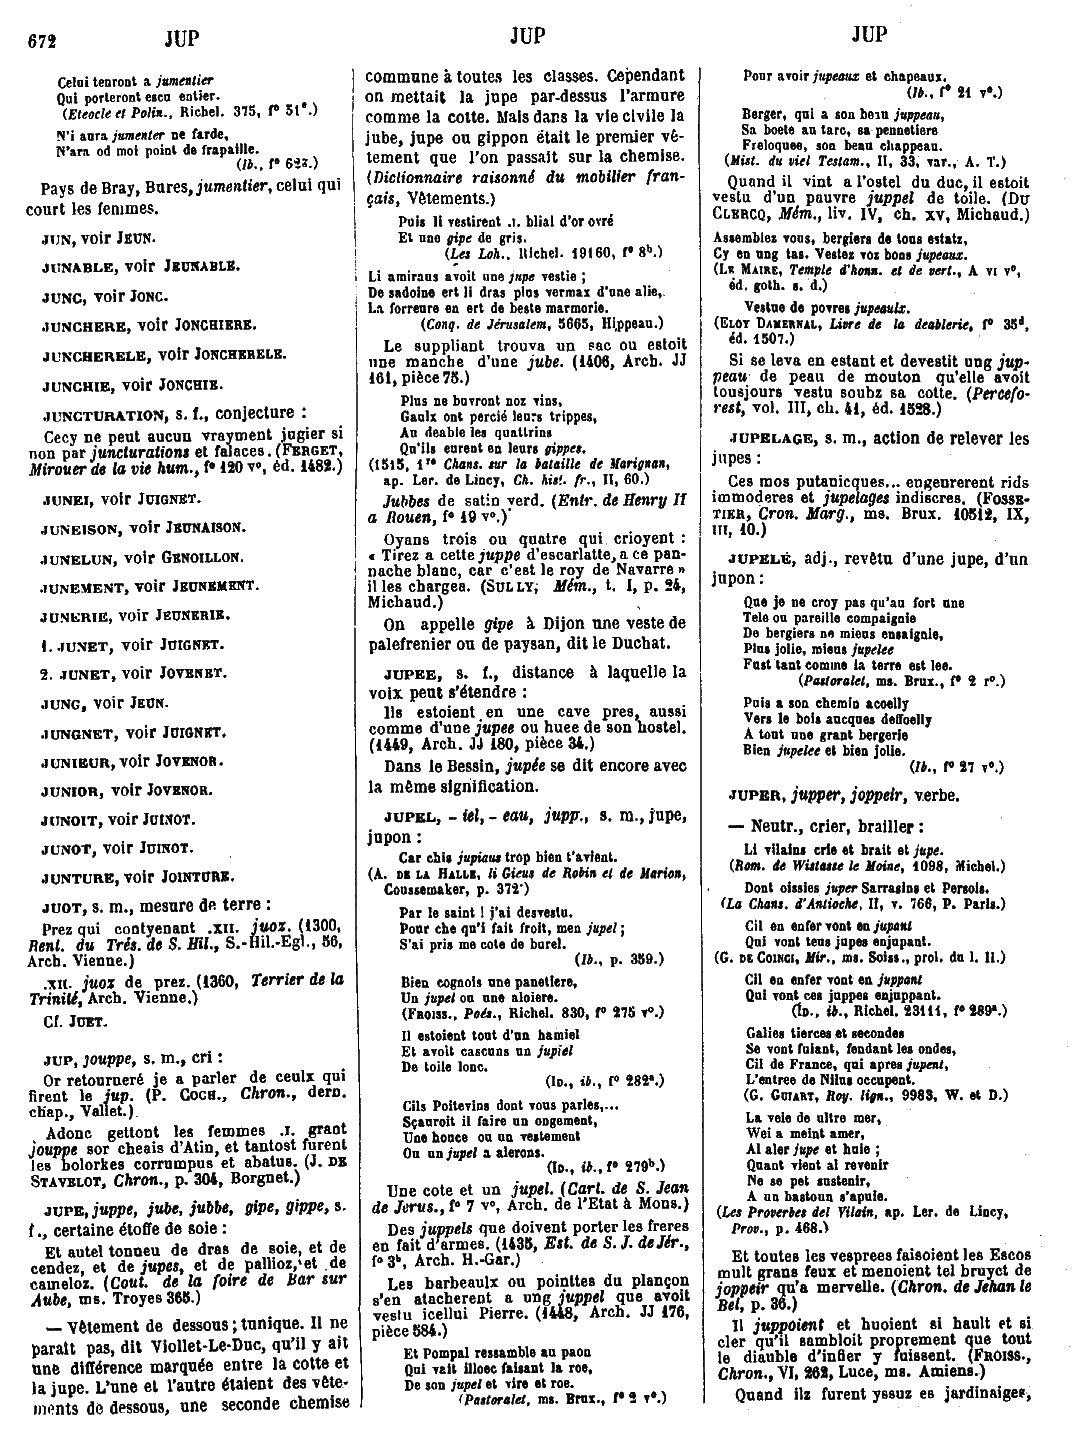 672
JUP
JUP
JUP
Celui tenront a jumentier
Qui porteront escu entier.
(Eteocle et Polin., Richel. 375, f° 51ᵉ.)
N'i aura jumenter ne farde,
N'ara od moi point de frapaille.
(Ib., f° 62ᵈ.)
Pays de Bray, Bures, jumentier, celui qui
court les femmes.
JUN, voir JEUN.
JUNABLE, voir JEUNABLE.
JUNC, voir JONC.
JUNCHERE, voir JONCHIERE.
JUNCHERELE, voir JONCHERELE.
JUNCHIE, voir JONCHIE.
JUNCTURATION, s. f., conjecture :
Cecy ne peut aucun vrayment jugier si
non par juncturations et falaces. (FERGET,
Mirouer de la vie hum., f° 120 v°, éd. 1482.)
JUNEI, voir JUIGNET.
JUNEISON, voir JEUNAISON.
JUNELUN, voir GENOILLON.
JUNEMENT, voir JEUNEMENT.
JUNERIE, voir JEUNERIE.
1. JUNET, voir JUIGNET.
2. JUNET, voir JOVENET.
JUNG, voir JEUN.
JUNGNET, voir JUIGNET.
JUNIEUR, voir JOVENOR.
JUNIOR, voir JOVENOR.
JUNOIT, voir JUINOT.
JUNOT, voir JUINOT.
JUNTURE, voir JOINTURE.
JUOT, s. m., mesure de terre :
Prez qui contyenant .XII. juoz. (1300,
Rent. du Trés. de S. Hil., S.-Hil.-Egl., 56,
Arch. Vienne.)
.XII. juoz de prez. (1360, Terrier de la
Trinité, Arch. Vienne.)
Cf. JUET.
JUP, jouppe, s. m., cri :
Or retourneré je a parler de ceulx qui
firent le jup. (P. COCH., Chron., dern.
chap., Vallet.)
Adonc gettont les femmes .I. grant
jouppe sor cheais d'Atin, et tantost furent
les bolorkes corrumpus et abatus. (J. DE
STAVELOT, Chron., p. 304, Borgnet.)
JUPE, juppe, jube, jubbe, gipe, gippe, s.
f., certaine étoffe de soie :
Et autel tonneu de dras de soie, et de
cendez, et de jupes, et de pallioz, et de
cameloz. (Cout. de la foire de Bar sur
Aube, ms. Troyes 365.)
— Vêtement de dessous ; tunique. Il ne
paraît pas, dit Viollet-Le-Duc, qu'il y ait
une différence marquée entre la cotte et
la jupe. L'une et l'autre étaient des vête-
ments de dessous, une seconde chemise
commune à toutes les classes. Cependant
on mettait la jupe par-dessus l'armure
comme la cotte. Mais dans la vie civile la
jube, jupe ou gippon était le premier vê-
tement que l'on passait sur la chemise.
(Dictionnaire raisonné du mobilier fran-
çais, Vêtements.)
Puis li vestirent .I. blial d'or ovré
Et une gipe de gris.
(Les Loh., Richel. 19160, f° 8ᵇ.)
Li amirans avoit une jupe vestie ;
De sadoine ert li dras plus vermax d'une alie,
La forreure en ert de beste marmorie.
(Conq. de Jérusalem, 5665, Hippeau.)
Le suppliant trouva un sac ou estoit
une manche d'une jube. (1406, Arch. JJ
161, pièce 75.)
Plus ne buvront noz vins,
Gaulx ont percié leurs trippes,
Au deable les quattrins
Qu'ils eurent en leurs gippes.
(1515, 1ʳᵉ Chans. sur la bataille de Marignan,
ap. Ler. de Lincy, Ch. hist. fr., II, 60.)
Jubbes de satin verd. (Entr. de Henry II
a Rouen, f° 19 v°.)
Oyans trois ou quatre qui crioyent :
« Tirez a cette juppe d'escarlatte, a ce pan-
nache blanc, car c'est le roy de Navarre »
il les chargea. (SULLY, Mém., t. I, p. 24,
Michaud.)
On appelle gipe à Dijon une veste de
palefrenier ou de paysan, dit le Duchat.
JUPEE, s. f., distance à laquelle la
voix peut s'étendre :
Ils estoient en une cave pres, aussi
comme d'une jupee ou huee de son hostel.
(1449, Arch. JJ 180, pièce 34.)
Dans le Bessin, jupée se dit encore avec
la même signification.
JUPEL, - iel, - eau, jupp., s. m., jupe,
jupon :
Car chis jupiaus trop bien t'avient.
(A. DE LA HALLE, li Gieus de Robin et de Marion,
Coussemaker, p. 372.)
Par le saint ! j'ai desvestu.
Pour che qu'i fait froit, men jupel ;
S'ai pris me cote de burel.
(Ib., p. 359.)
Bien cognois une panetiere,
Un jupel ou une aloiere.
(FROISS., Poés., Richel. 830, f° 275 v°.)
Il estoient tout d'un hamiel
Et avoit cascuns un jupiel
De toile lonc.
(ID., ib., f° 282ᵃ.)
Cils Poitevins dont vous parles,...
Sçauroit il faire un ongement,
Une houce ou un vestement
Ou un jupel a alerons.
(ID., ib., f° 279ᵇ.)
Une cote et un jupel. (Cart. de S. Jean
de Jerus., f° 7 v°, Arch. de l'Etat à Mons.)
Des juppels que doivent porter les freres
en fait d'armes. (1435, Est. de S. J. de Jér.,
f° 3ᵇ, Arch. H.-Gar.)
Les barbeaulx ou pointtes du plançon
s'en atacherent a ung juppel que avoit
vestu icellui Pierre. (1448, Arch. JJ 176,
pièce 584.)
Et Pompal ressamble au paon
Qui vait illoec faisant la roe,
De son jupel et vire et roe.
(Pastoralet, ms. Brux., f° 2 v°.)
Pour avoir jupeaux et chapeaux.
(Ib., f° 21 v°.)
Berger, qui a son beau juppeau,
Sa boete au tarc, sa pennetiere
Freloquee, son beau chappeau.
(Mist. du viel Testam., II, 33, var., A. T.)
Quand il vint a l'ostel du duc, il estoit
vestu d'un pauvre juppel de toile. (DU
CLERCQ, Mém., liv. IV, ch. XV, Michaud.)
Assemblez vous, bergiers de tous estatz,
Cy en ung tas. Vestez voz bons jupeaux.
(LE MAIRE, Temple d'honn. et de vert., A VI v°,
éd. goth. s. d.)
Vestue de povres jupeaulx.
(ELOY DAMERNAL, Livre de la deablerie, f° 35ᵈ,
éd. 1507.)
Si se leva en estant et devestit ung jup-
peau de peau de mouton qu'elle avoit
tousjours vestu soubz sa cotte. (Percefo-
rest, vol. III, ch. 41, éd. 1528.)
JUPELAGE, s. m., action de relever les
jupes :
Ces mos putanicques... engenrerent rids
immoderes et jupelages indiscres. (FOSSE-
TIER, Cron. Marg., ms. Brux. 10512, IX,
III, 10.)
JUPELÉ, adj., revêtu d'une jupe, d'un
jupon :
Que je ne croy pas qu'au fort une
Tele ou pareille compaignie
De bergiers ne mieus ensaignie,
Plus jolie, mieus jupelee
Fust tant comme la terre est lee.
(Pastoralet, ms. Brux., f° 2 r°.)
Puis a son chemin acoelly
Vers le bois aucques deffoelly
A tout une grant bergerie
Bien jupelee et bien jolie.
(Ib., f° 27 v°.)
JUPER, jupper, joppeir, verbe.
— Neutr., crier, brailler :
Li vilains crie et brait et jupe.
(Rom. de Wistasse le Moine, 1098, Michel.)
Dont oissies juper Sarrasins et Persois.
(La Chans. d'Antioche, II, v. 766, P. Paris.)
Cil en enfer vont en jupant
Qui vont teus jupes enjupant.
(G. DE COINCI, Mir., ms. Soiss., prol. du l. II.)
Cil en enfer vont en juppant
Qui vont ces juppes enjuppant.
(ID., ib., Richel. 23111, f° 289ᵃ.)
Galies tierces et secondes
Se vont fuiant, fendant les ondes,
Cil de France, qui apres jupent,
L'entree de Nilus occupent.
(G. GUIART, Roy. lign., 9983, W. et D.)
La vele de ultre mer,
Wei a meint amer,
Al aler jupe et huie ;
Quant vient al revenir
Ne se pot sustenir,
A un bastoun s'apuie.
(Les Proverbes del Vilain, ap. Ler. de Lincy,
Prov., p. 468.)
Et toutes les vesprees faisoient les Escos
mult grans feux et menoient tel bruyct de
joppeir qu'a mervelle. (Chron. de Jehan le
Bel, p. 36.)
Il juppoient et huoient si hault et si
cler qu'il sambloit proprement que tout
le diauble d'infier y fuissent. (FROISS.,
Chron., VI, 262, Luce, ms. Amiens.)
Quand ilz furent yssuz es jardinaiges,